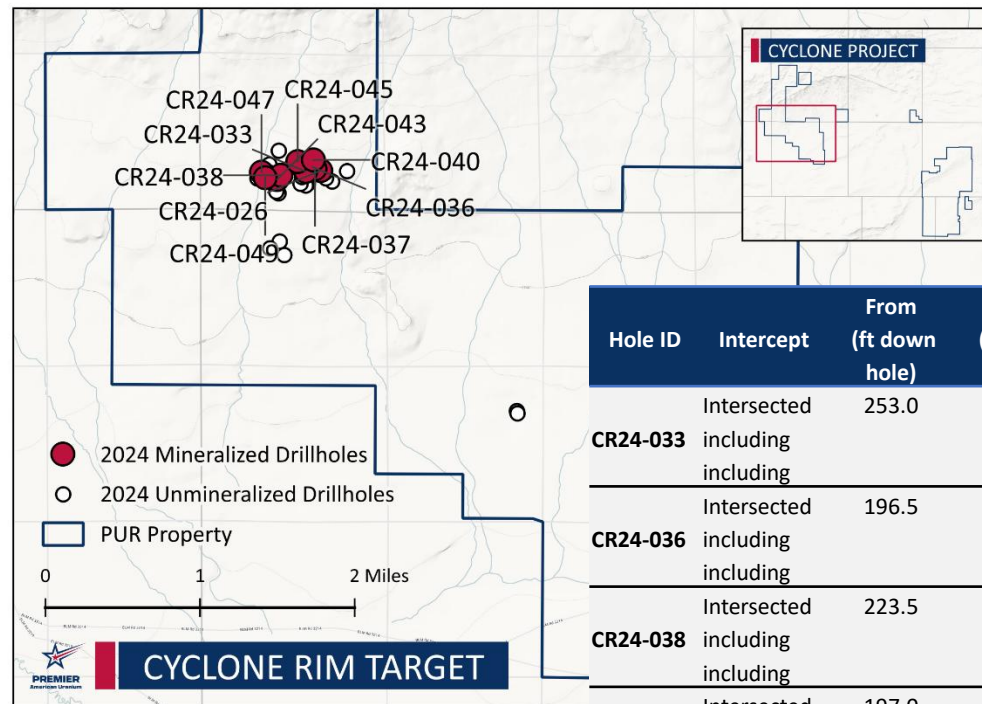 CYCLONE PROJECT
CR24-047
CR24-045
CR24-033
CR24-043
CR24-038
CR24-040
CR24-026
CR24-036
CR24-049
CR24-037
2024 Mineralized Drillholes
2024 Unmineralized Drillholes
PUR Property
0 1 2 Miles
PREMIER
American Uranium
CYCLONE RIM TARGET
Hole ID Intercept From (
(ft down
hole)
CR24-033 Intersected 253.0
including
including
CR24-036 Intersected 196.5
including
including
CR24-038 Intersected 223.5
including
including
Intersected 197.0